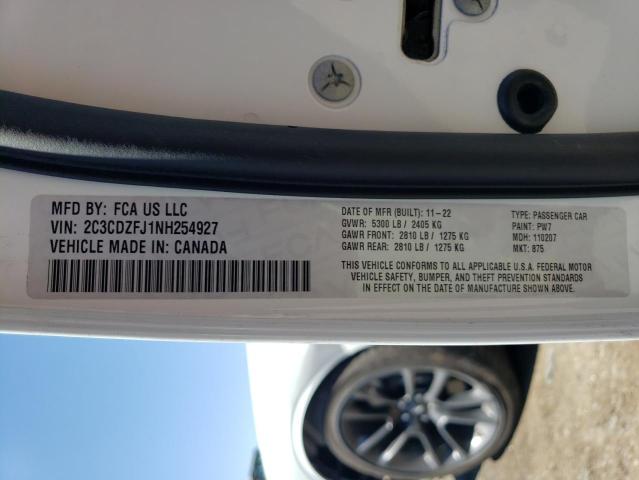 MFD BY: FCA US LLC
VIN: 2C3CDZFJ1NH254927
VEHICLE MADE IN: CANADA
DATE OF MFR (BUILT): 11-22
GVWR: 5300 LB / 2405 KG
GAWR FRONT: 2810 LB / 1275 KG
GAWR REAR: 2810 LB / 1275 KG
TYPE: PASSENGER CAR
PAINT: PW7
MDH: 110207
MKT: 875
THIS VEHICLE CONFORMS TO ALL APPLICABLE U.S.A. FEDERAL MOTOR
VEHICLE SAFETY, BUMPER, AND THEFT PREVENTION STANDARDS
IN EFFECT ON THE DATE OF MANUFACTURE SHOWN ABOVE.